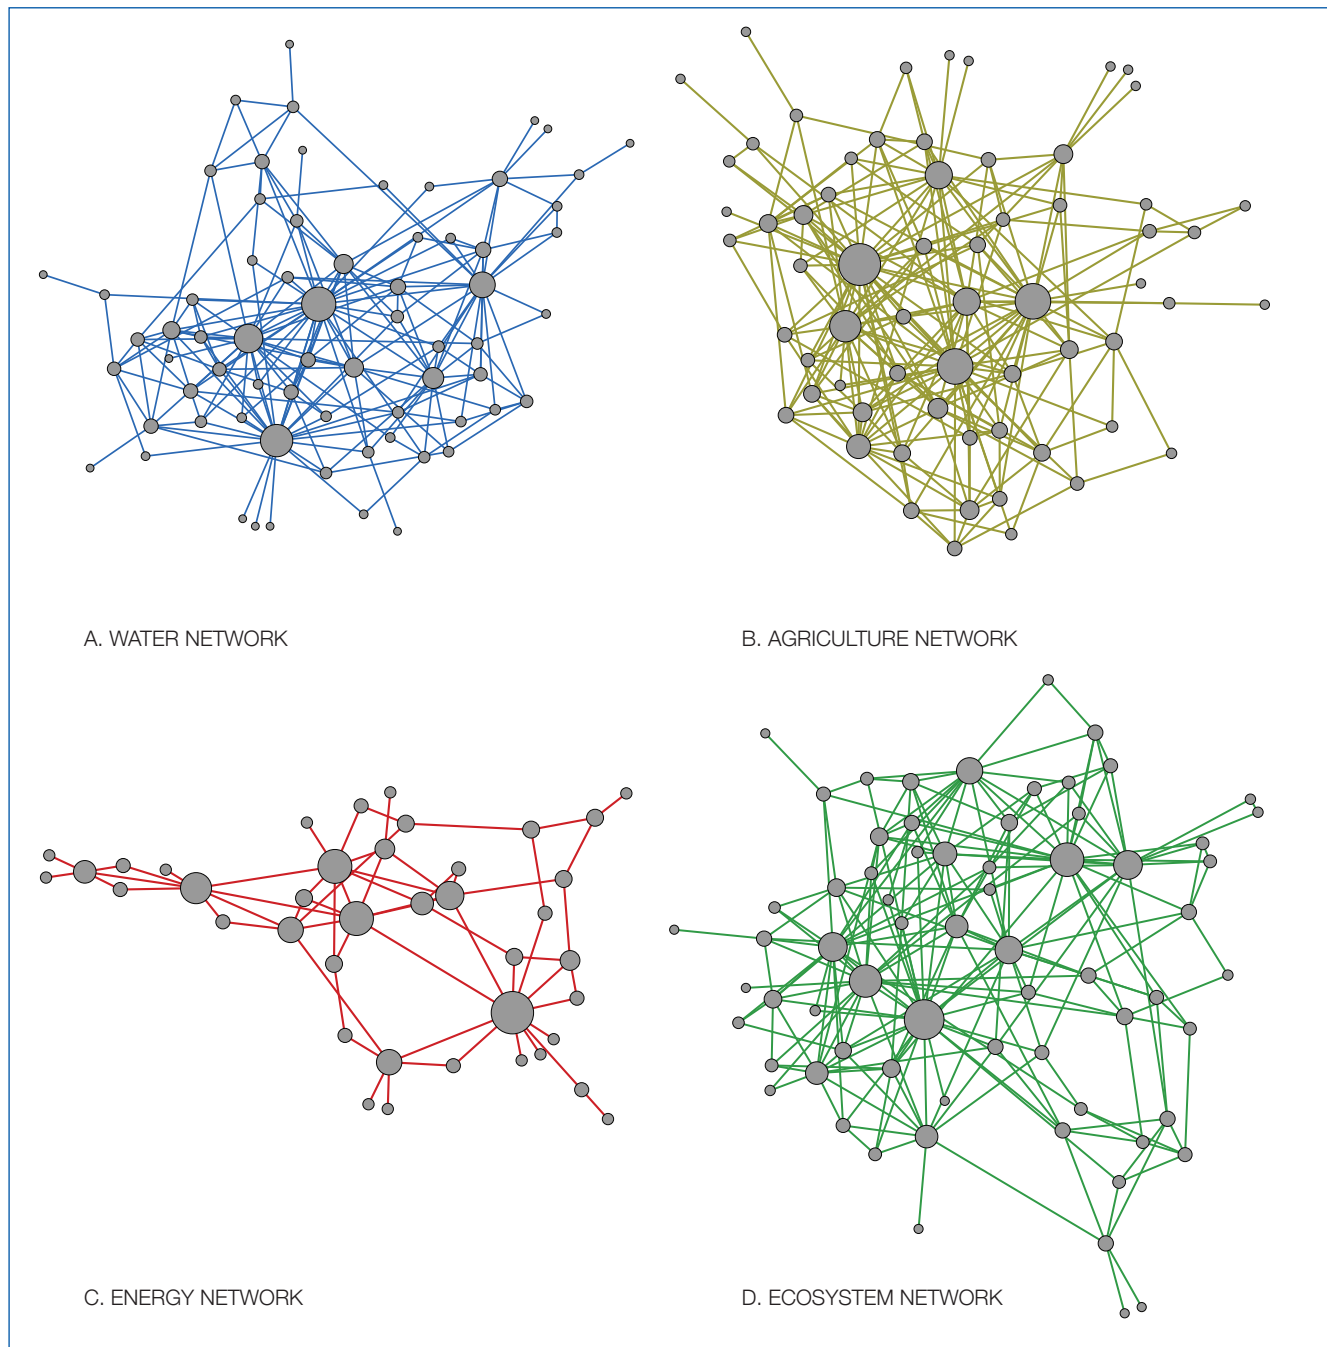 A. WATER NETWORK
B. AGRICULTURE NETWORK
C. ENERGY NETWORK
D. ECOSYSTEM NETWORK